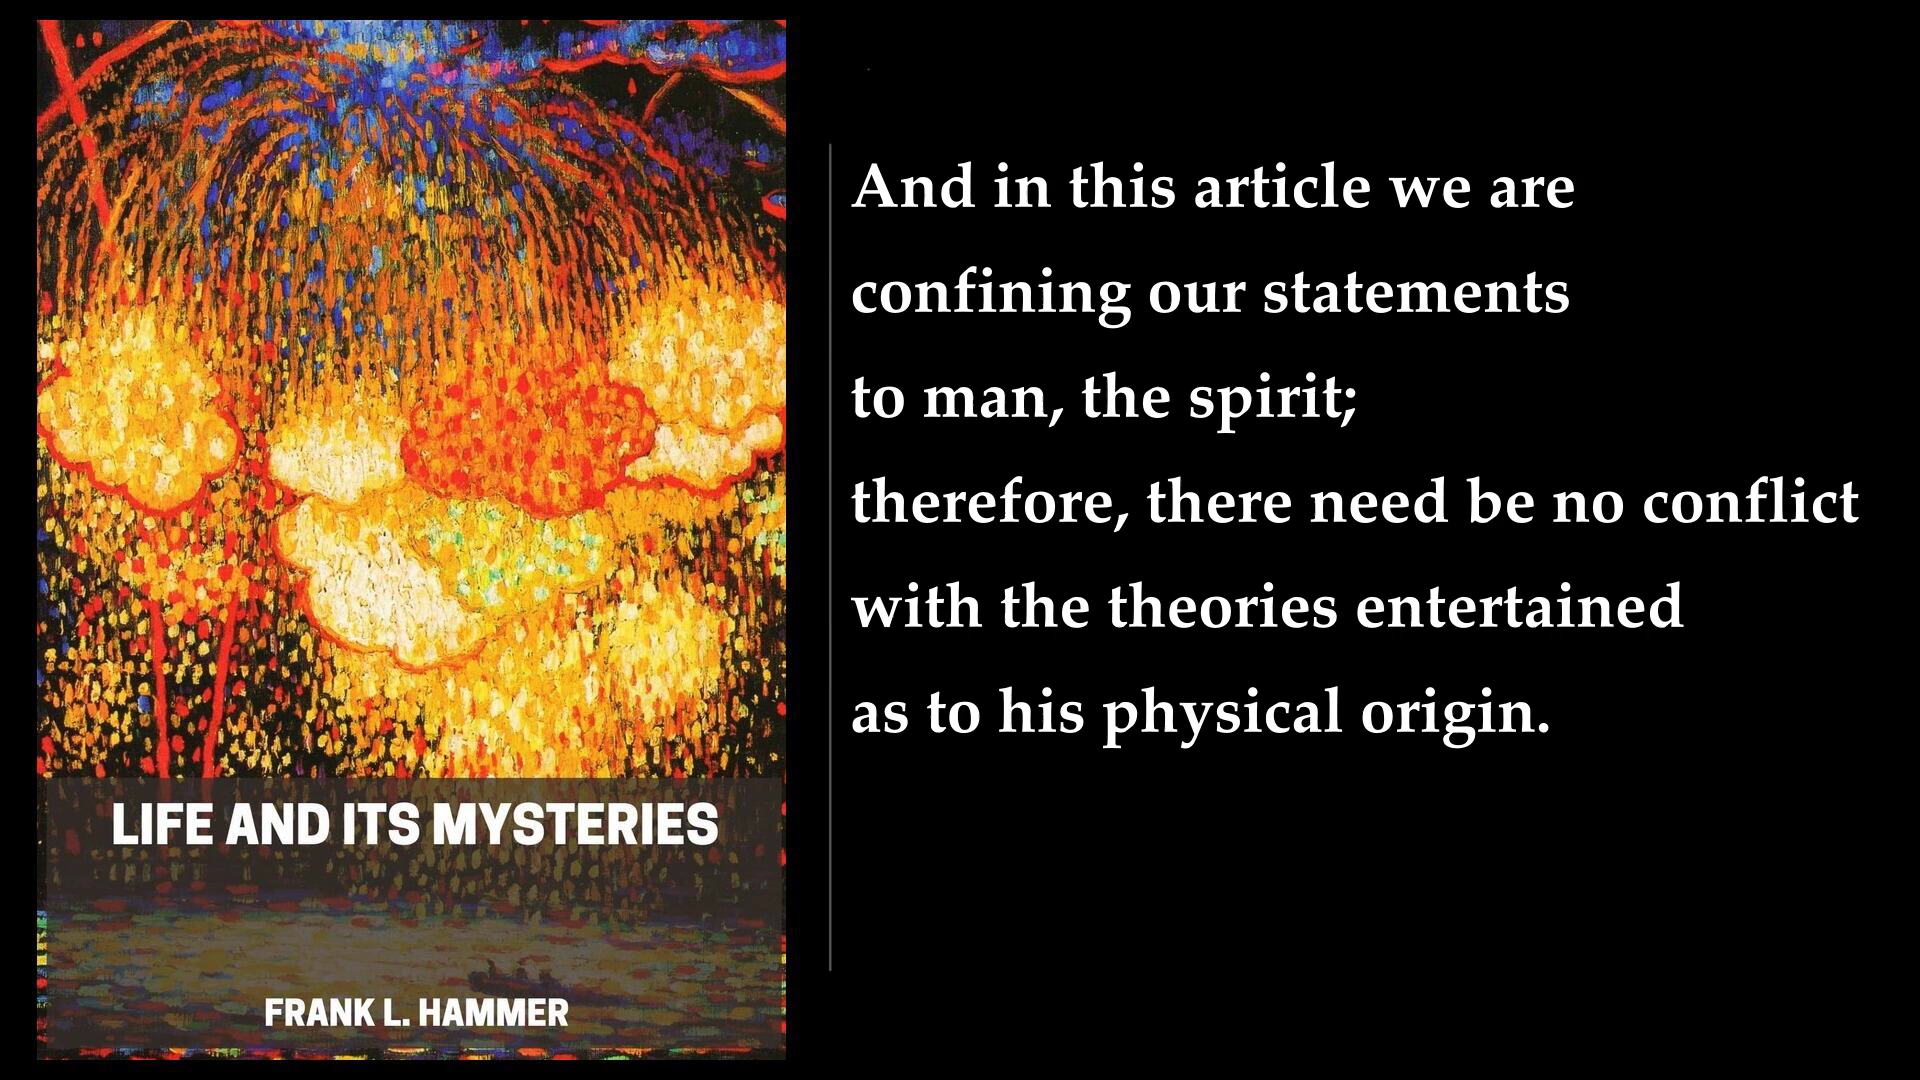 LIFE AND ITS MYSTERIES
FRANK L. HAMMER
And in this article we are
confining our statements
to man, the spirit;
therefore, there need be no conflict
with the theories entertained
as to his physical origin.